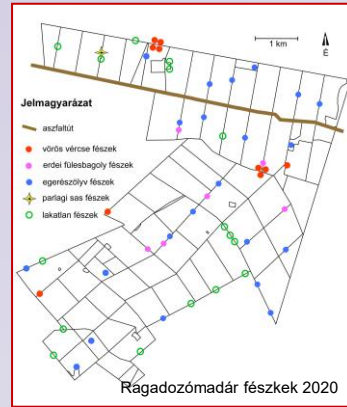 1 km
É
Jelmagyarázat
aszfaltút
vörös vércse fészek
erdei fülesbagoly fészek
egerészölyv fészek
parlagi sas fészek
lakatlan fészek
Ragadozómadár fészkek 2020